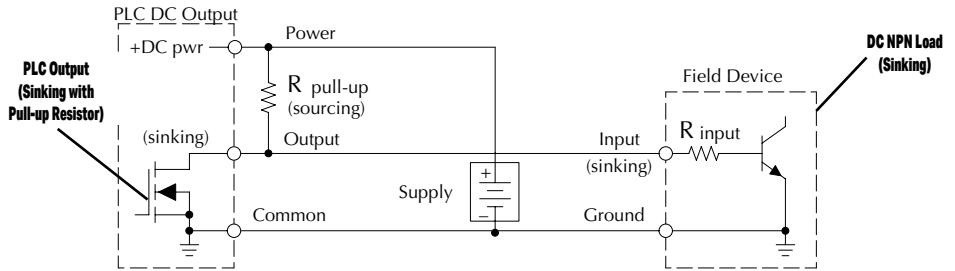 PLC DC Output
+DC pwr
Power
DC NPN Load
(Sinking)
PLC Output
(Sinking with
Pull-up Resistor)
R pull-up
(sourcing)
Field Device
(sinking)
Output
Input
(sinking)
R input
Supply
+
–
Common
Ground